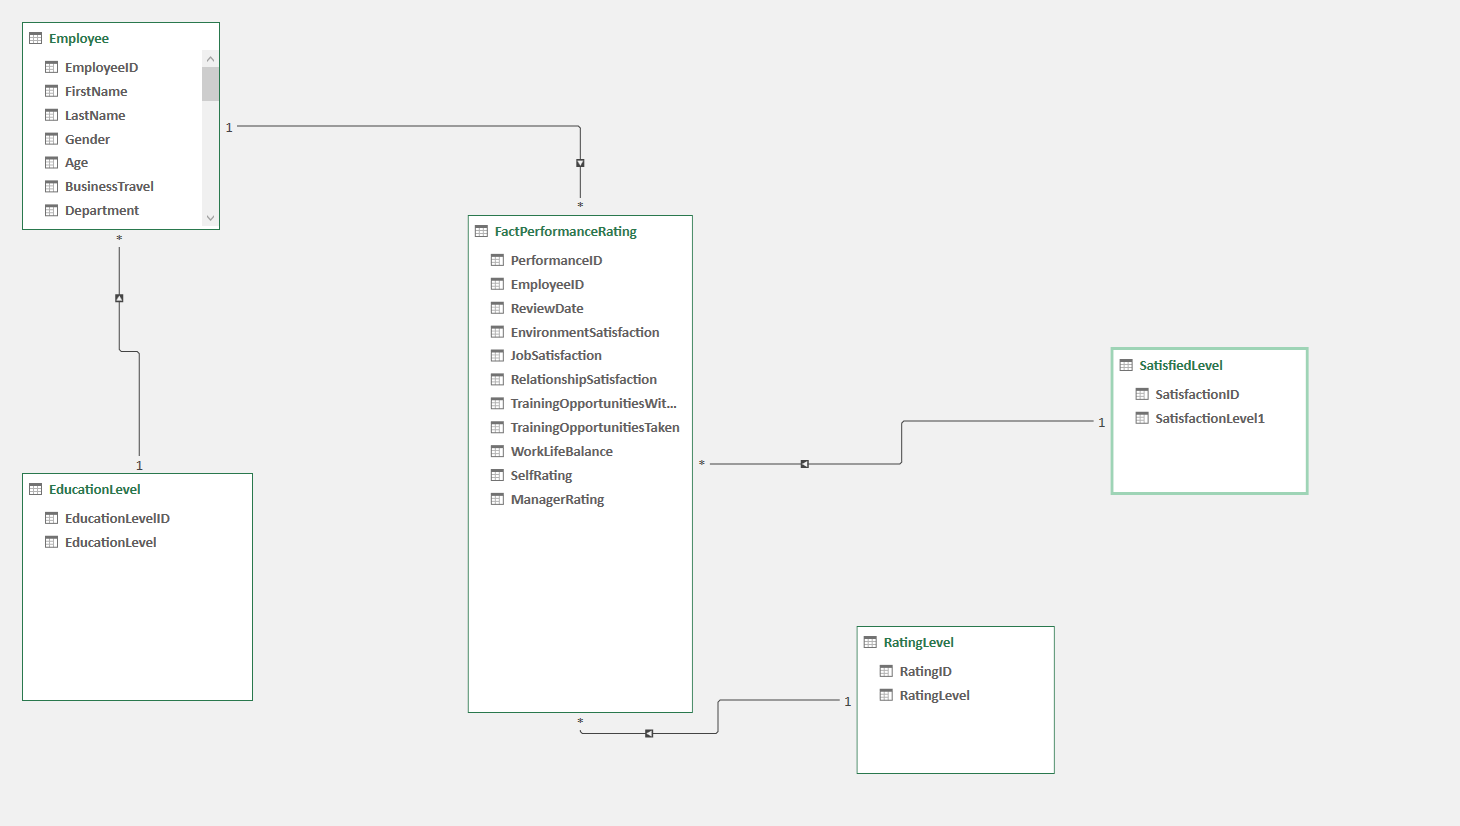 Employee
EmployeeID
FirstName
LastName
Gender
Age
BusinessTravel
Department
1
*
*
1
EducationLevel
EducationLevelID
EducationLevel
FactPerformanceRating
PerformanceID
EmployeeID
ReviewDate
EnvironmentSatisfaction
JobSatisfaction
RelationshipSatisfaction
TrainingOpportunitiesWit...
TrainingOpportunitiesTaken
WorkLifeBalance
SelfRating
ManagerRating
*
1
SatisfiedLevel
SatisfactionID
SatisfactionLevel1
*
1
RatingLevel
RatingID
RatingLevel